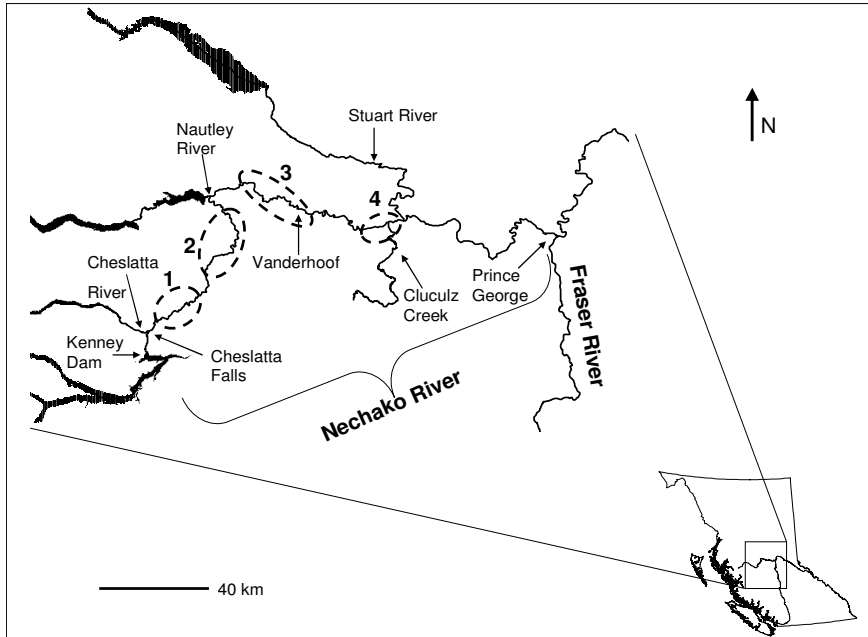 Stuart River
N
Nautley
River
3
4
2
Vanderhoof
Cheslatta
River
1
Cluculz
Creek
Prince
George
Fraser River
Kenney
Dam
Cheslatta
Falls
Nechako River
40 km